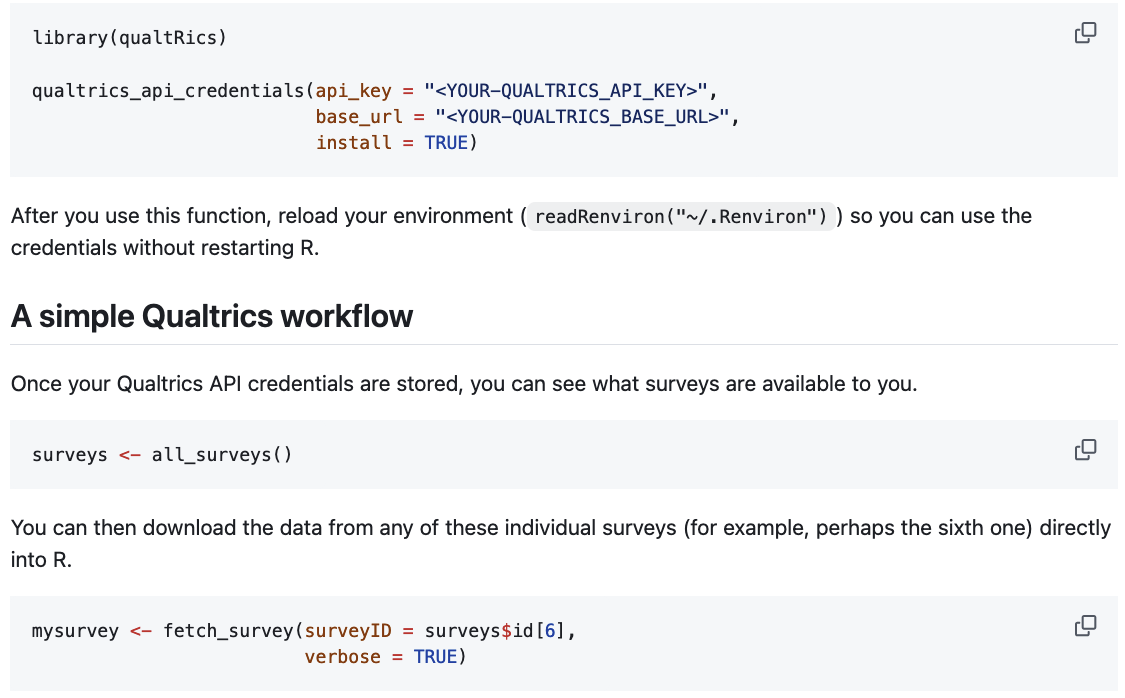 library(qualtRics)
qualtrics_api_credentials(api_key = "<YOUR-QUALTRICS_API_KEY>",
                          base_url = "<YOUR-QUALTRICS_BASE_URL>",
                          install = TRUE)
After you use this function, reload your environment ( readRenviron("~/.Renviron") ) so you can use the
credentials without restarting R.
A simple Qualtrics workflow
Once your Qualtrics API credentials are stored, you can see what surveys are available to you.
surveys <- all_surveys()
You can then download the data from any of these individual surveys (for example, perhaps the sixth one) directly
into R.
mysurvey <- fetch_survey(surveyID = surveys$id[6],
                         verbose = TRUE)